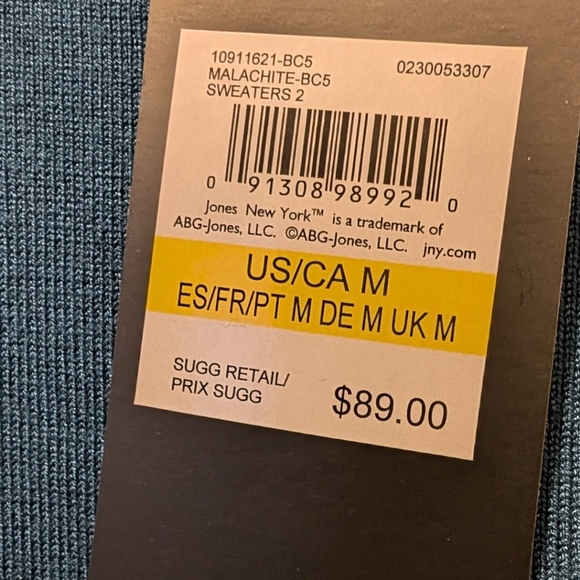 10911621-BC5 0230053307
MALACHITE-BC5
SWEATERS 2
0 91308 98992 0
Jones New York™ is a trademark of
ABG-Jones, LLC. ©ABG-Jones, LLC. jny.com
US/CA M
ES/FR/PT M DE M UK M
SUGG RETAIL/
PRIX SUGG $89.00